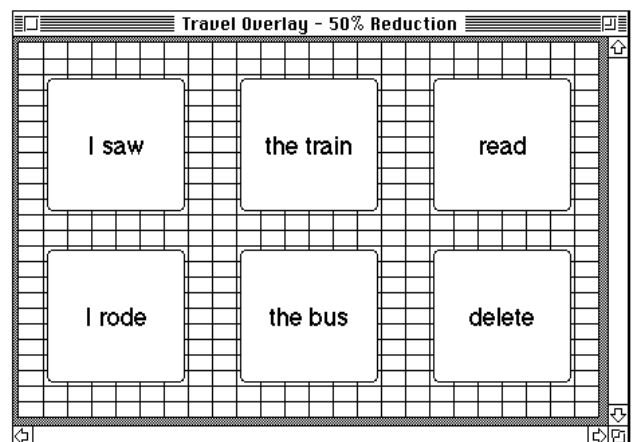 Travel Overlay - 50% Reduction
I saw
the train
read
I rode
the bus
delete